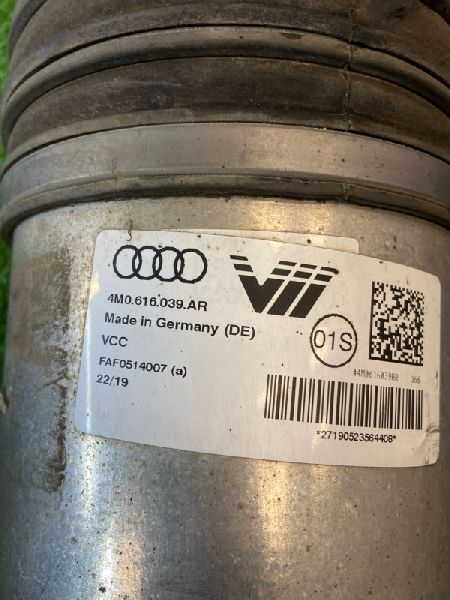 4M0.616.039.AR
Made in Germany (DE)
VCC
FAF0514007 (a)
22/19
01S
*27190523564408*